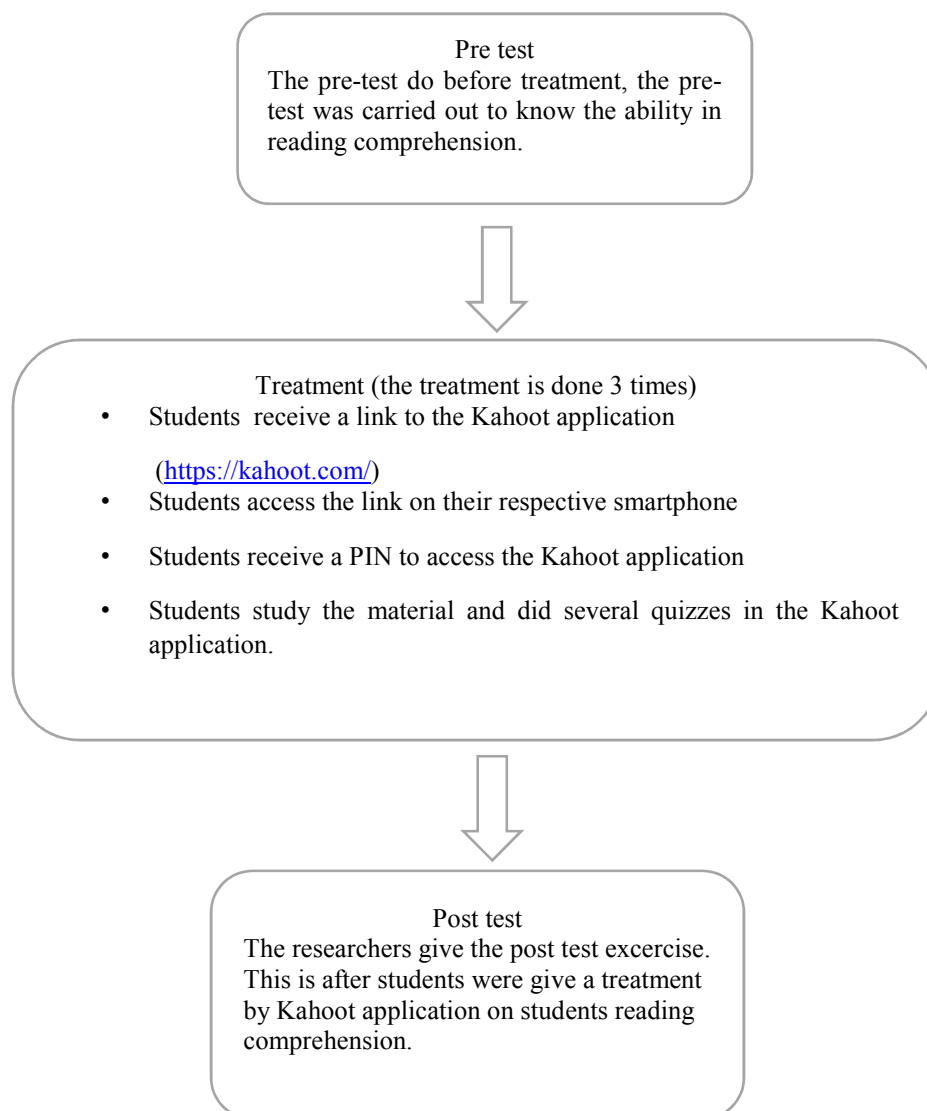 Pre test
The pre-test do before treatment, the pre-
test was carried out to know the ability in
reading comprehension.
Treatment (the treatment is done 3 times)
• Students receive a link to the Kahoot application
(https://kahoot.com/)
• Students access the link on their respective smartphone
• Students receive a PIN to access the Kahoot application
• Students study the material and did several quizzes in the Kahoot
application.
Post test
The researchers give the post test excercise.
This is after students were give a treatment
by Kahoot application on students reading
comprehension.